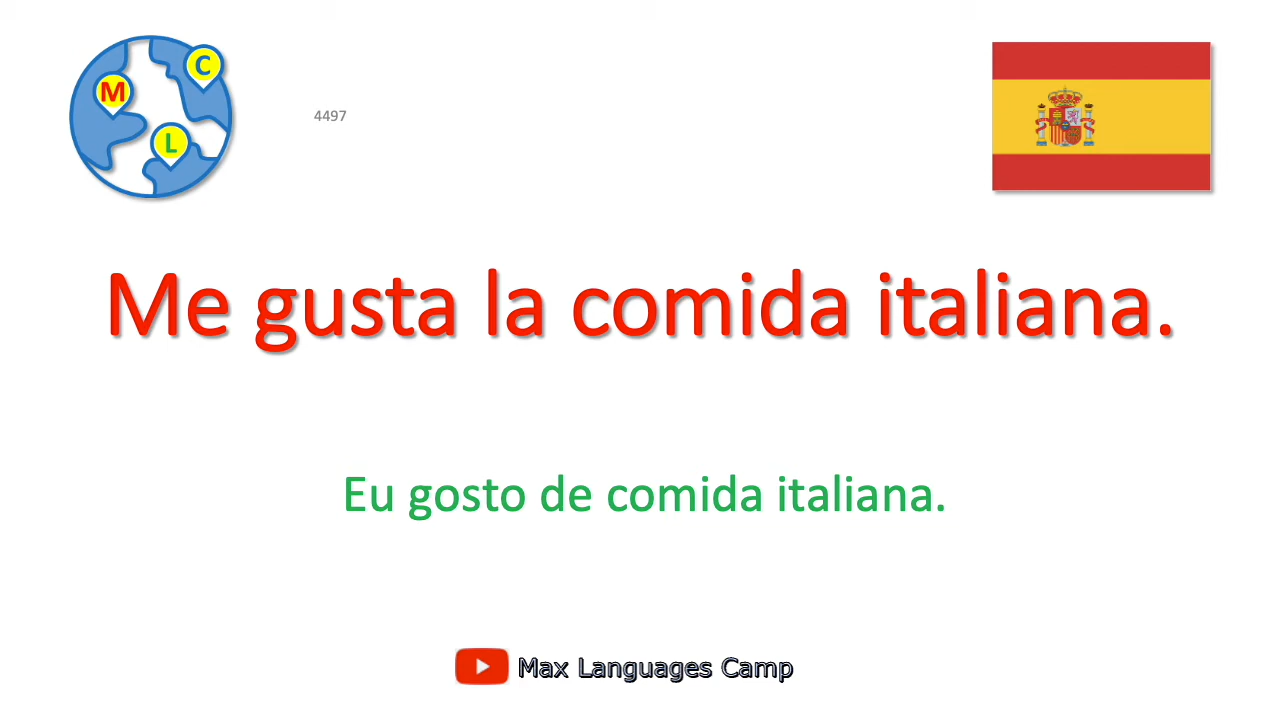 M
C
L
4497
Me gusta la comida italiana.
Eu gosto de comida italiana.
Max Languages Camp